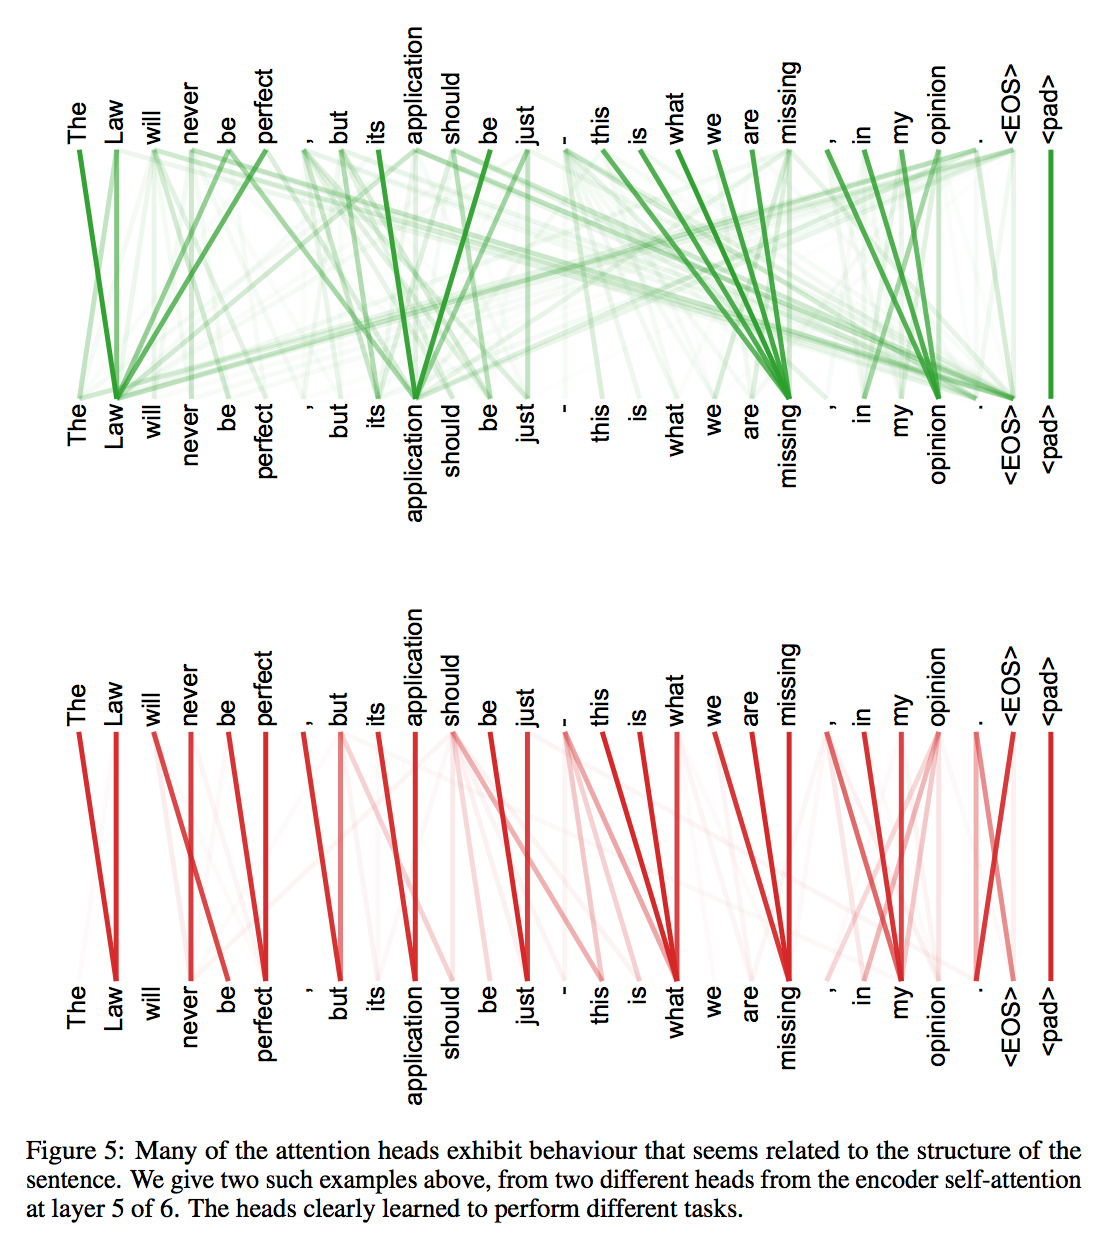 The Law will never be perfect , but its application should be just - this is what we are missing , in my opinion . <EOS> <pad>
The Law will never be perfect , but its application should be just - this is what we are missing , in my opinion . <EOS> <pad>
The Law will never be perfect , but its application should be just - this is what we are missing , in my opinion . <EOS> <pad>
The Law will never be perfect , but its application should be just - this is what we are missing , in my opinion . <EOS> <pad>
Figure 5: Many of the attention heads exhibit behaviour that seems related to the structure of the
sentence. We give two such examples above, from two different heads from the encoder self-attention
at layer 5 of 6. The heads clearly learned to perform different tasks.